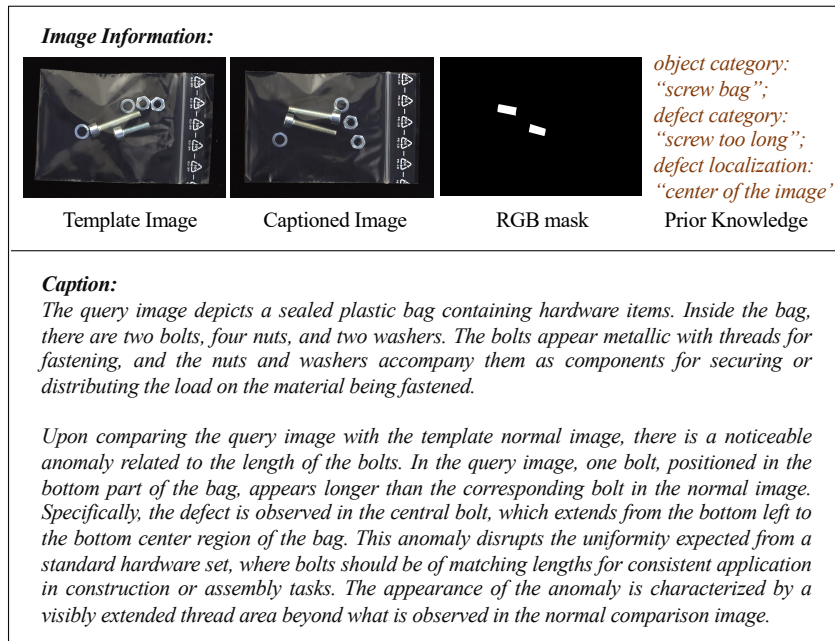 Image Information:
object category:
“screw bag”;
defect category:
“screw too long”;
defect localization:
“center of the image’
Template Image
Captioned Image
RGB mask
Prior Knowledge
Caption:
The query image depicts a sealed plastic bag containing hardware items. Inside the bag,
there are two bolts, four nuts, and two washers. The bolts appear metallic with threads for
fastening, and the nuts and washers accompany them as components for securing or
distributing the load on the material being fastened.
Upon comparing the query image with the template normal image, there is a noticeable
anomaly related to the length of the bolts. In the query image, one bolt, positioned in the
bottom part of the bag, appears longer than the corresponding bolt in the normal image.
Specifically, the defect is observed in the central bolt, which extends from the bottom left to
the bottom center region of the bag. This anomaly disrupts the uniformity expected from a
standard hardware set, where bolts should be of matching lengths for consistent application
in construction or assembly tasks. The appearance of the anomaly is characterized by a
visibly extended thread area beyond what is observed in the normal comparison image.